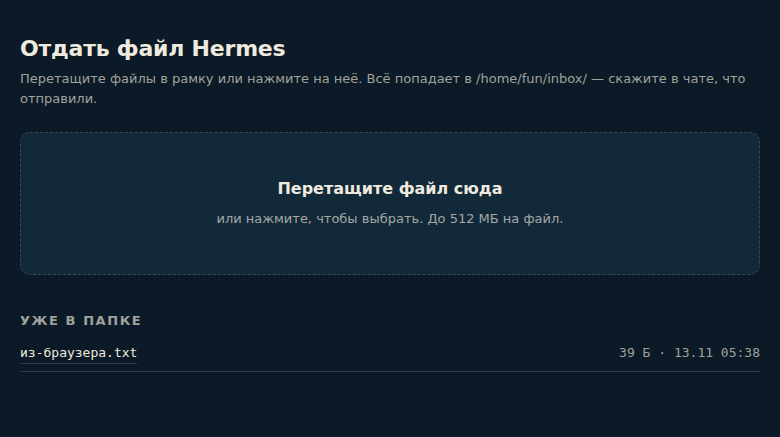 Отдать файл Hermes
Перетащите файлы в рамку или нажмите на неё. Всё попадает в /home/fun/inbox/ — скажите в чате, что
отправили.
Перетащите файл сюда
или нажмите, чтобы выбрать. До 512 МБ на файл.
УЖЕ В ПАПКЕ
из-браузера.txt 39 Б · 13.11 05:38